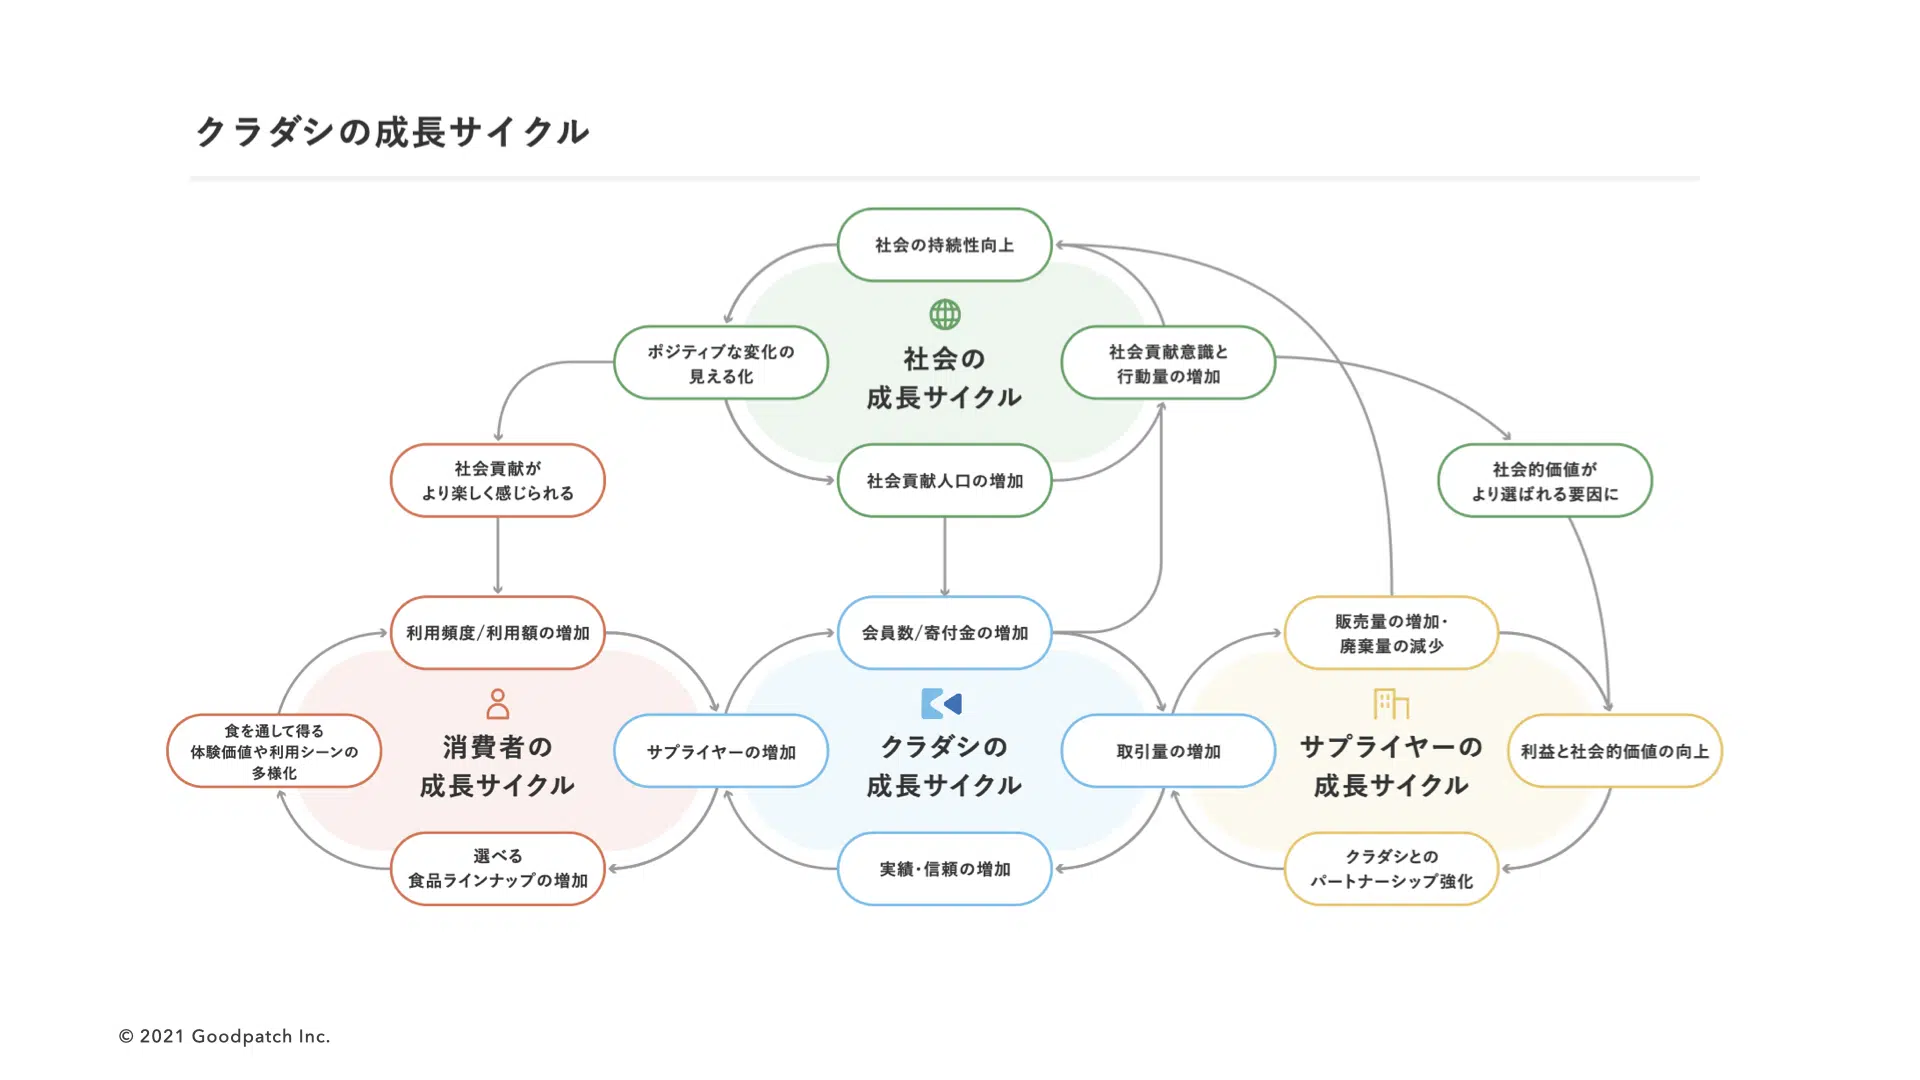 クラダシの成長サイクル
社会の持続性向上
ポジティブな変化の
見える化
社会の
成長サイクル
社会貢献意識と
行動量の増加
社会貢献が
より楽しく感じられる
社会貢献人口の増加
社会的価値が
より選ばれる要因に
利用頻度/利用額の増加
会員数/寄付金の増加
販売量の増加・
廃棄量の減少
食を通して得る
体験価値や利用シーンの
多様化
消費者の
成長サイクル
サプライヤーの増加
クラダシの
成長サイクル
取引量の増加
サプライヤーの
成長サイクル
利益と社会的価値の向上
選べる
食品ラインナップの増加
実績・信頼の増加
クラダシとの
パートナーシップ強化
© 2021 Goodpatch Inc.